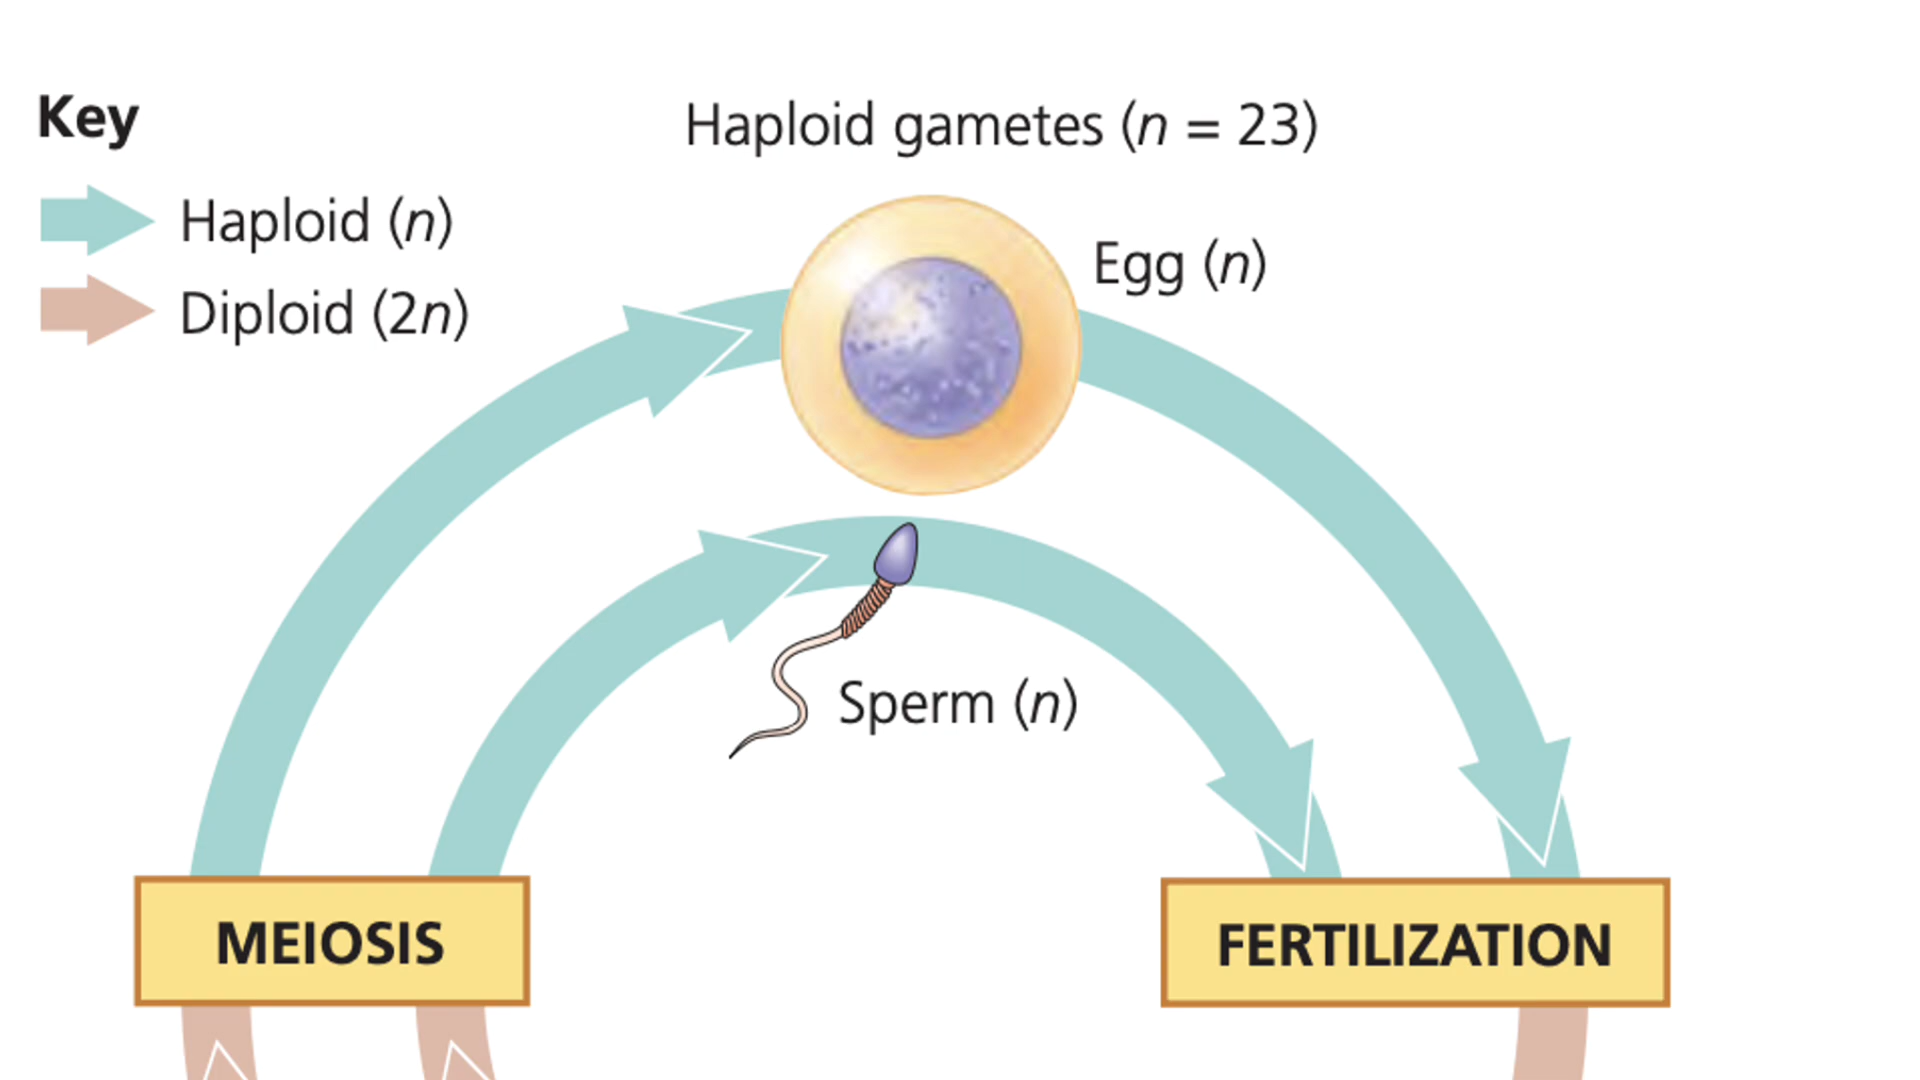 Key
Haploid (n)
Diploid (2n)
Haploid gametes (n = 23)
Egg (n)
Sperm (n)
MEIOSIS
FERTILIZATION